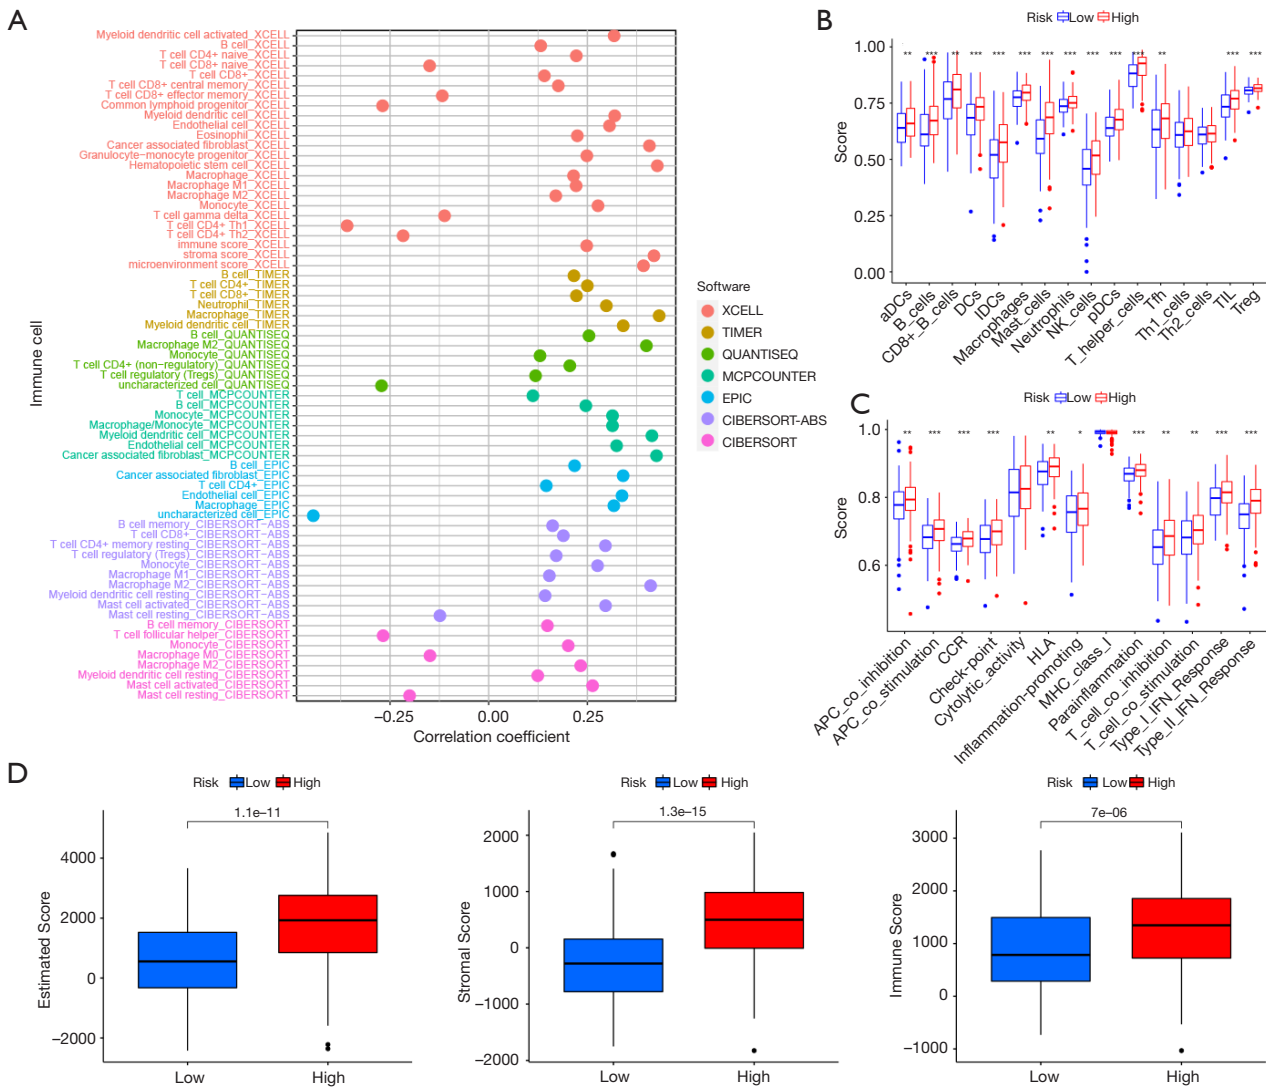 A
Immune cell
Myeloid dendritic cell activated_XCELL
B cell_XCELL
T cell CD4+ naive_XCELL
T cell CD8+ naive_XCELL
T cell CD8+_XCELL
T cell CD8+ central memory_XCELL
T cell CD8+ effector memory_XCELL
Common lymphoid progenitor_XCELL
Myeloid dendritic cell_XCELL
Endothelial cell_XCELL
Eosinophil_XCELL
Cancer associated fibroblast_XCELL
Granulocyte-monocyte progenitor_XCELL
Hematopoietic stem cell_XCELL
Macrophage_XCELL
Macrophage M1_XCELL
Macrophage M2_XCELL
Monocyte_XCELL
T cell gamma delta_XCELL
T cell CD4+ Th1_XCELL
T cell CD4+ Th2_XCELL
immune score_XCELL
stroma score_XCELL
microenvironment score_XCELL
B cell_TIMER
T cell CD4+_TIMER
T cell CD8+_TIMER
Neutrophil_TIMER
Macrophage_TIMER
Myeloid dendritic cell_TIMER
B cell_QUANTISEQ
Macrophage M2_QUANTISEQ
Monocyte_QUANTISEQ
T cell CD4+ (non-regulatory)_QUANTISEQ
T cell regulatory (Tregs)_QUANTISEQ
uncharacterized cell_QUANTISEQ
T cell_MCPCOUNTER
B cell_MCPCOUNTER
Monocyte_MCPCOUNTER
Macrophage/Monocyte_MCPCOUNTER
Myeloid dendritic cell_MCPCOUNTER
Endothelial cell_MCPCOUNTER
Cancer associated fibroblast_MCPCOUNTER
B cell_EPIC
Cancer associated fibroblast_EPIC
T cell CD4+_EPIC
Endothelial cell_EPIC
Macrophage_EPIC
uncharacterized cell_EPIC
B cell memory_CIBERSORT-ABS
T cell CD8+_CIBERSORT-ABS
T cell CD4+ memory resting_CIBERSORT-ABS
T cell regulatory (Tregs)_CIBERSORT-ABS
Monocyte_CIBERSORT-ABS
Macrophage M1_CIBERSORT-ABS
Macrophage M2_CIBERSORT-ABS
Myeloid dendritic cell resting_CIBERSORT-ABS
Mast cell activated_CIBERSORT-ABS
Mast cell resting_CIBERSORT-ABS
B cell memory_CIBERSORT
T cell follicular helper_CIBERSORT
Monocyte_CIBERSORT
Macrophage M0_CIBERSORT
Macrophage M2_CIBERSORT
Myeloid dendritic cell resting_CIBERSORT
Mast cell activated_CIBERSORT
Mast cell resting_CIBERSORT
−0.25 0.00 0.25
Correlation coefficient
Software
XCELL
TIMER
QUANTISEQ
MCPCOUNTER
EPIC
CIBERSORT-ABS
CIBERSORT
B
Risk Low High
Score
1.00
0.75
0.50
0.25
0.00
** *** ** *** *** *** *** *** *** *** *** ** *** ***
aDCs
B_cells
CD8+_B_cells
DCs
IDCs
Macrophages
Mast_cells
Neutrophils
NK_cells
pDCs
T_helper_cells
Tfh
Th1_cells
Th2_cells
TIL
Treg
C
Risk Low High
Score
1.0
0.8
0.6
** *** *** *** ** * *** ** ** *** ***
APC_co_inhibition
APC_co_stimulation
CCR
Check-point
Cytolytic_activity
HLA
Inflammation-promoting
MHC_class_I
Parainflammation
T_cell_co_inhibition
T_cell_co_stimulation
Type_I_IFN_Response
Type_II_IFN_Response
D
Risk Low High
1.1e−11
Estimated Score
4000
2000
0
−2000
Low High
Risk Low High
1.3e−15
Stromal Score
2000
1000
0
−1000
−2000
Low High
Risk Low High
7e−06
Immune Score
3000
2000
1000
0
−1000
Low High